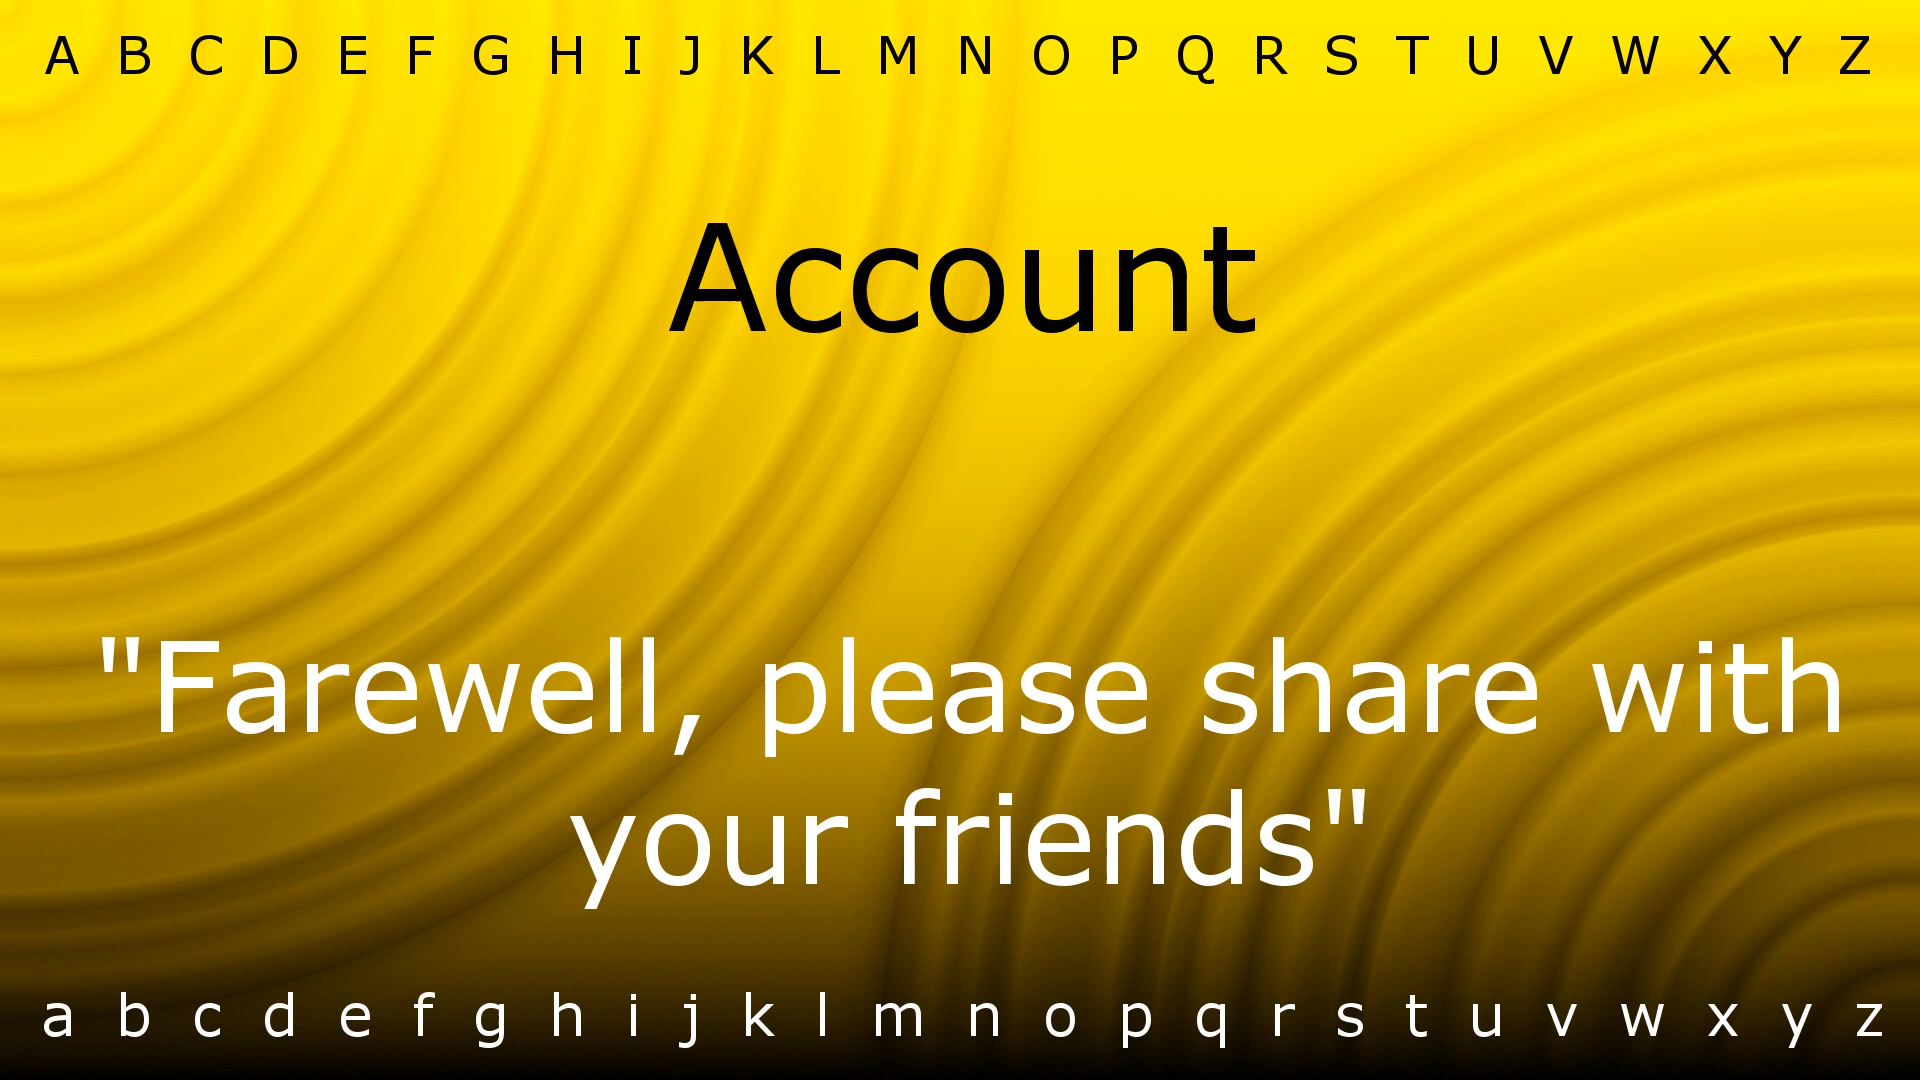 A B C D E F G H I J K L M N O P Q R S T U V W X Y Z
Account
"Farewell, please share with
your friends"
a b c d e f g h i j k l m n o p q r s t u v w x y z